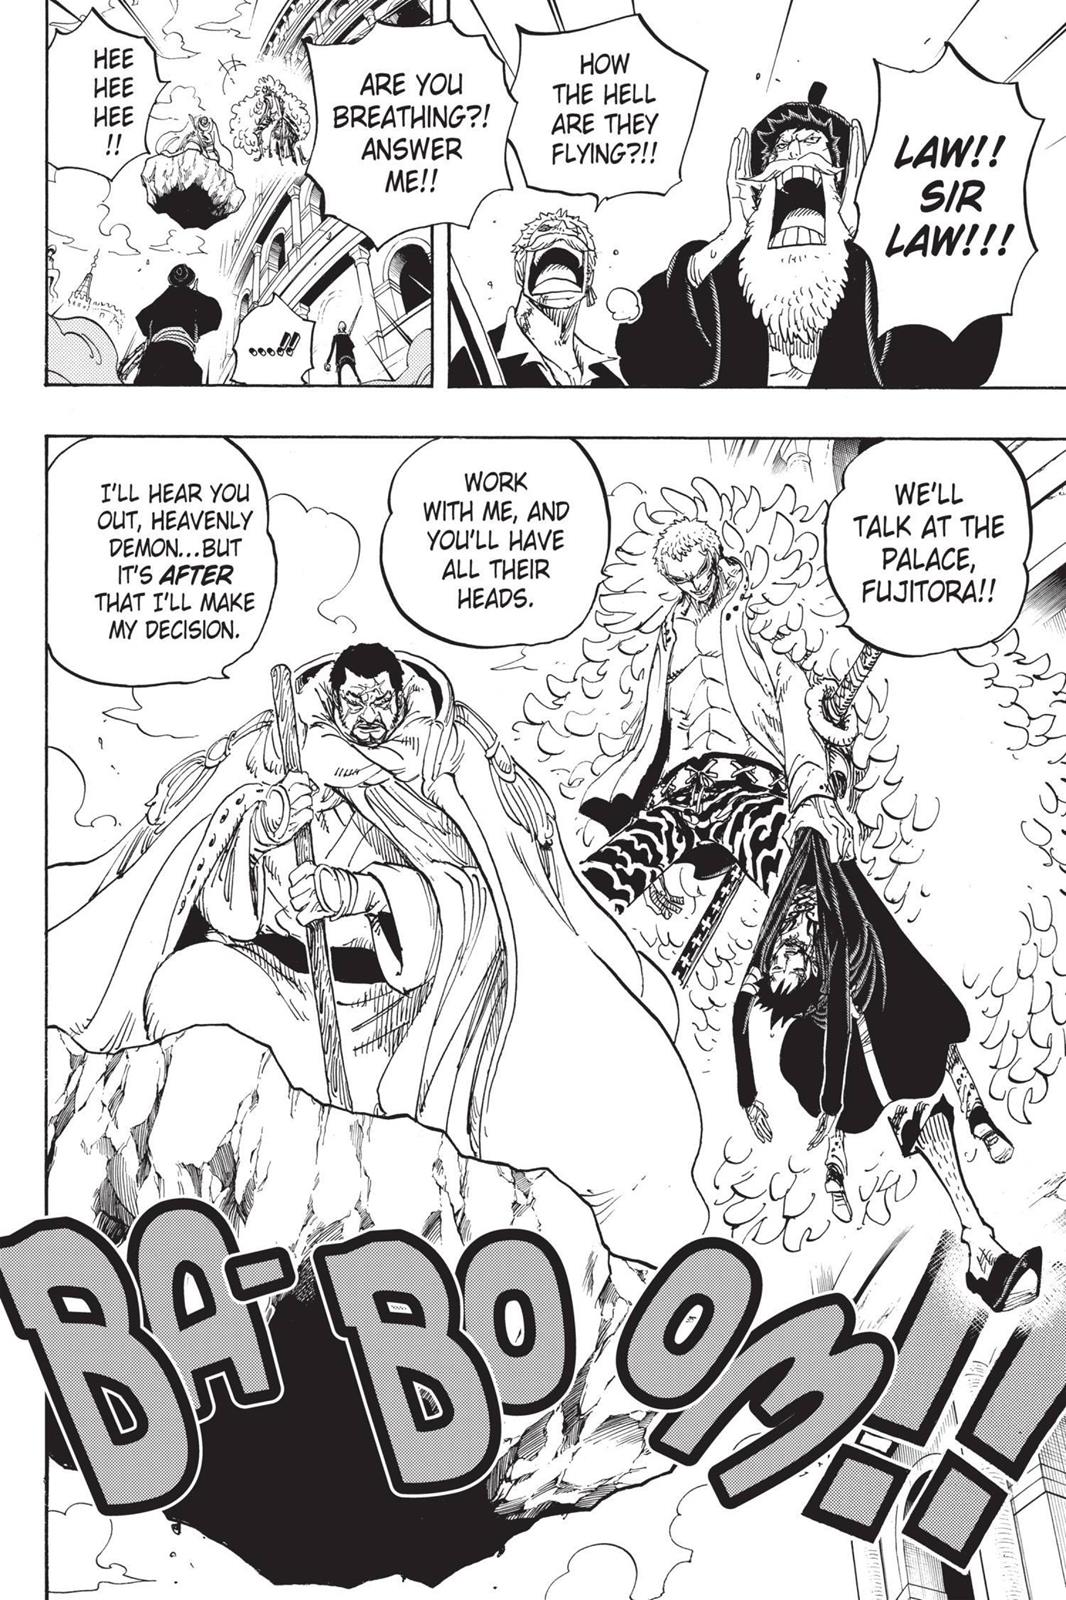 LAW!!
SIR
LAW!!!
HOW
THE HELL
ARE THEY
FLYING?!!
ARE YOU
BREATHING?!
ANSWER
ME!!
HEE
HEE
HEE
!!
.....!!
WE'LL
TALK AT THE
PALACE,
FUJITORA!!
WORK
WITH ME, AND
YOU'LL HAVE
ALL THEIR
HEADS.
I'LL HEAR YOU
OUT, HEAVENLY
DEMON...BUT
IT'S AFTER
THAT I'LL MAKE
MY DECISION.
BA-BOOM!!